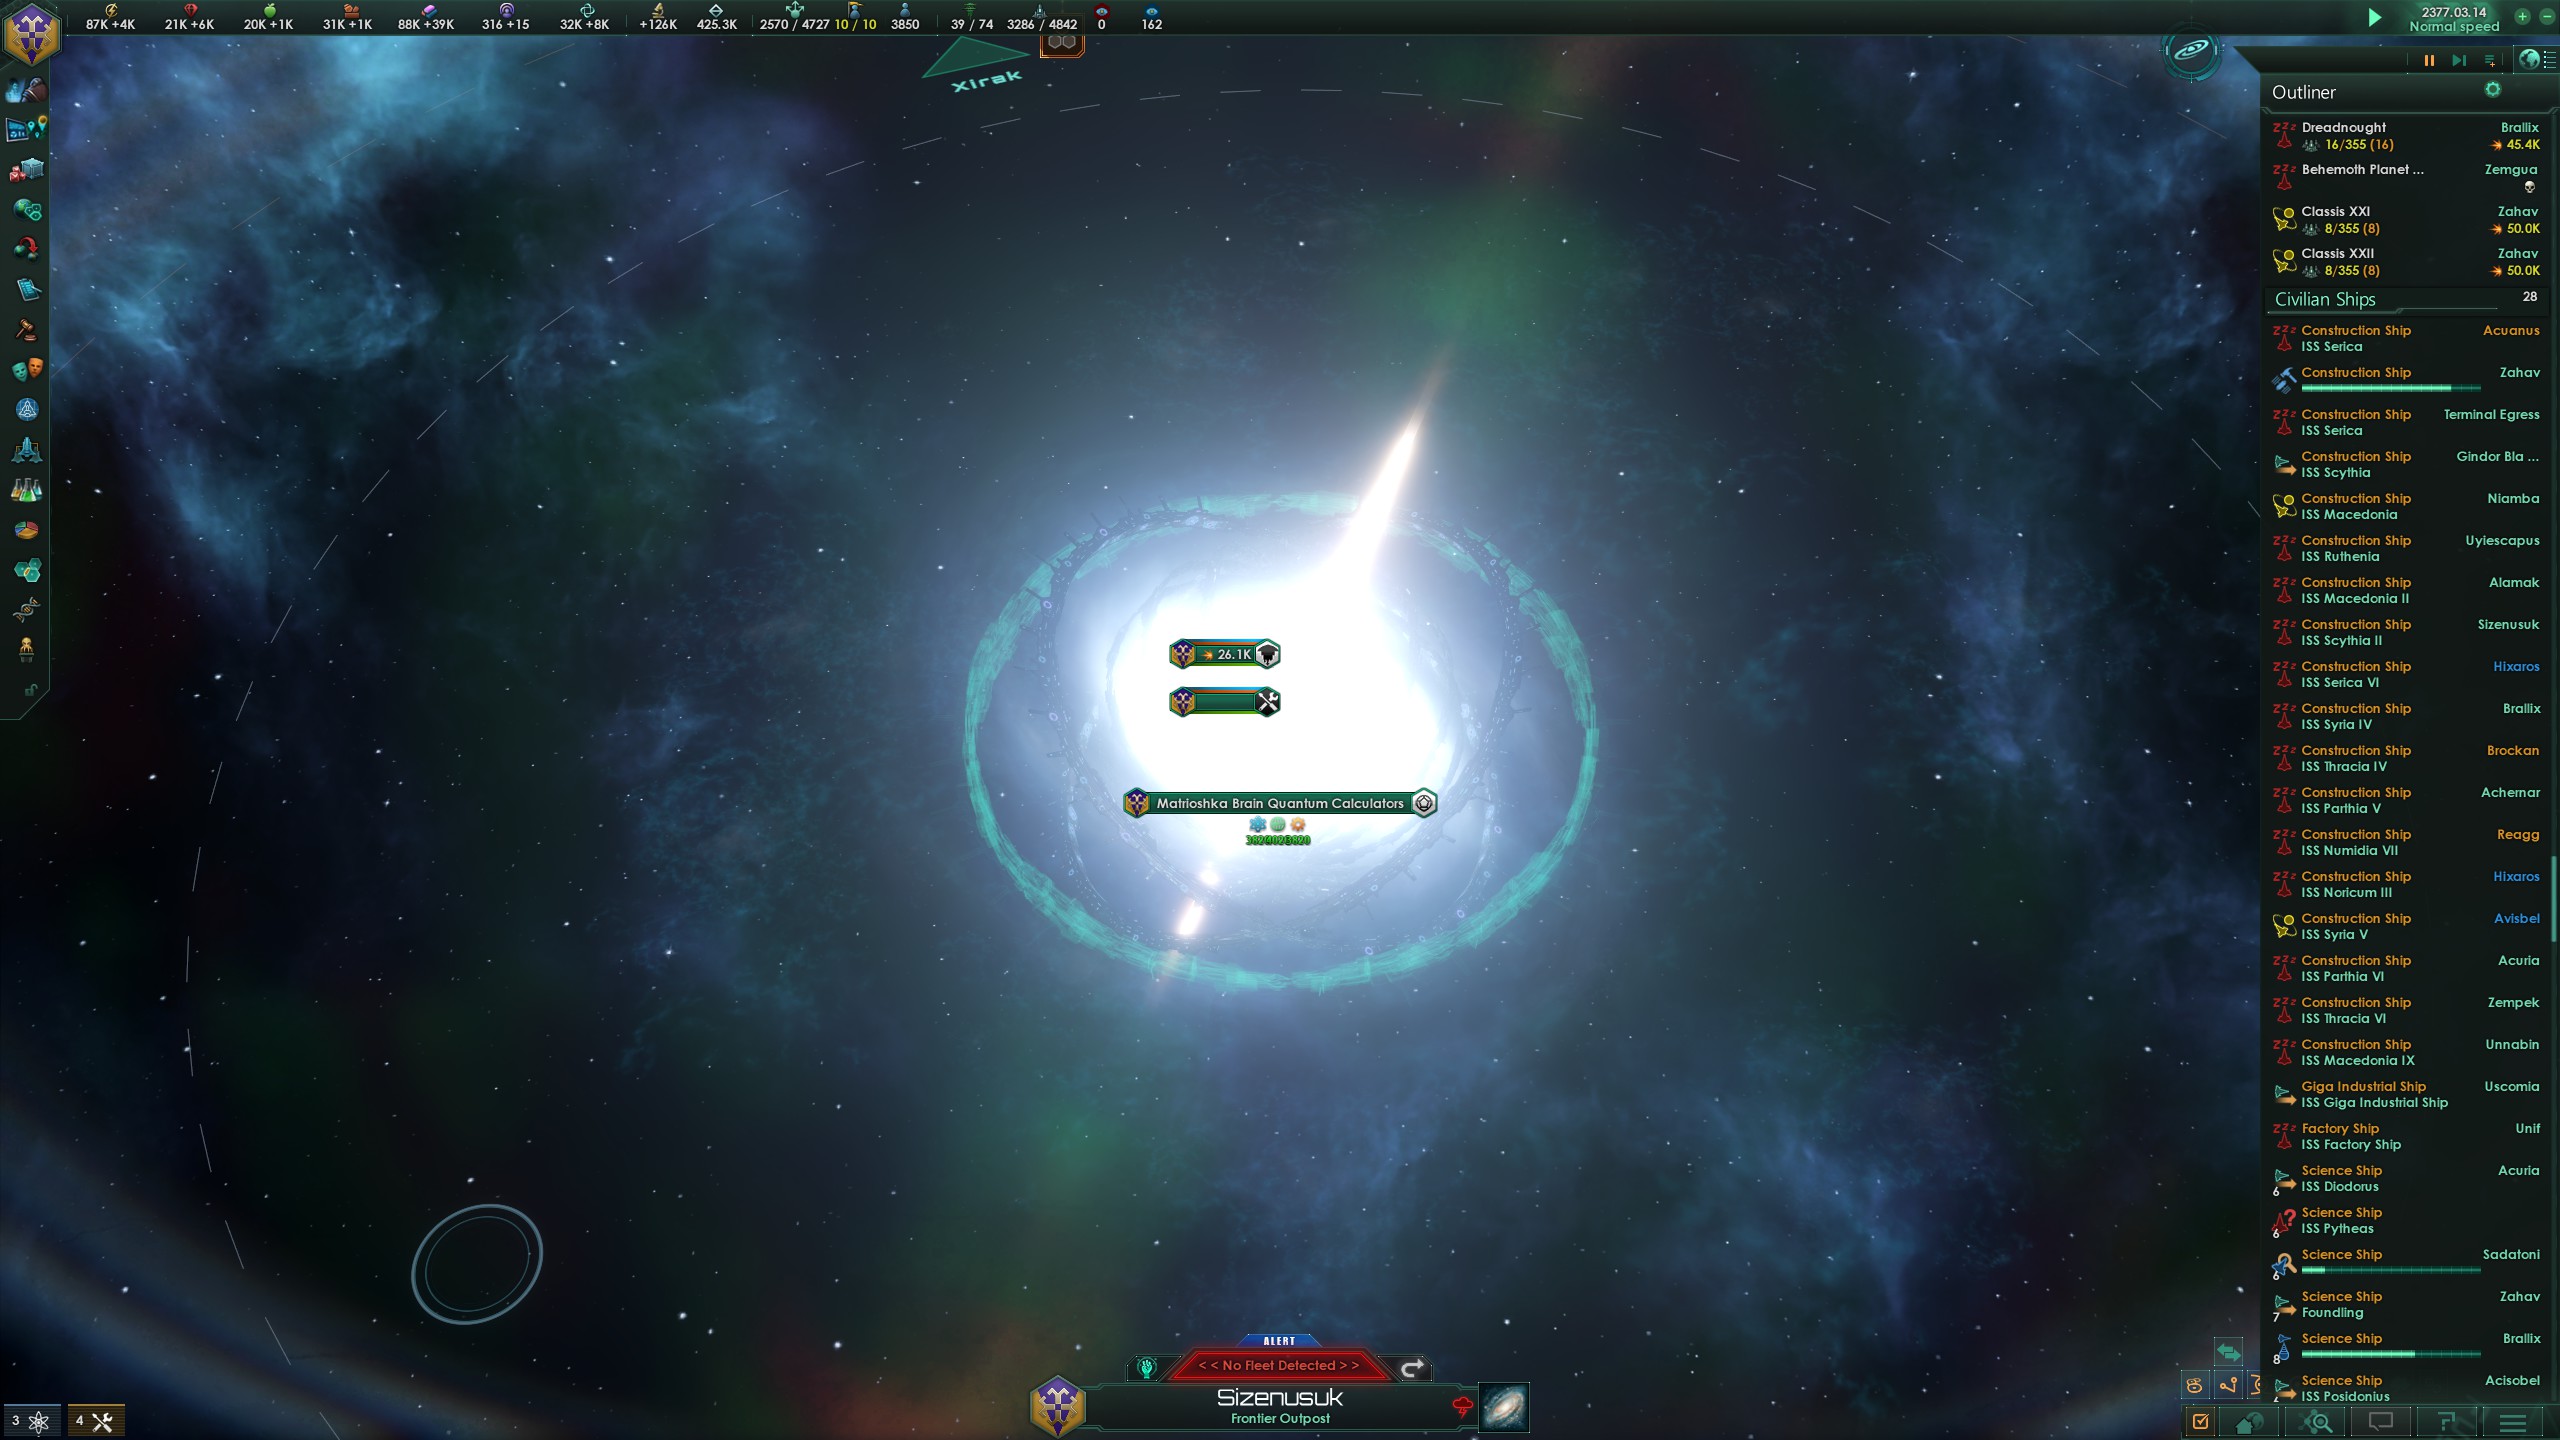 87K +4K 21K +6K 20K +1K 31K +1K 88K +39K 316 +15 32K +8K +126K 425.3K 2570 / 4727 10 / 10 3850 39 / 74 3286 / 4842 0 162
2377.03.14
Normal speed
Xirak
Outliner
Dreadnought Brallix
16/355 (16) 45.4K
Behemoth Planet ... Zemgua
Classis XXI Zahav
8/355 (8) 50.0K
Classis XXII Zahav
8/355 (8) 50.0K
Civilian Ships 28
Construction Ship Acuanus
ISS Serica
Construction Ship Zahav
Construction Ship Terminal Egress
ISS Serica
Construction Ship Gindor Bla ...
ISS Scythia
Construction Ship Niamba
ISS Macedonia
Construction Ship Uyiescapus
ISS Ruthenia
Construction Ship Alamak
ISS Macedonia II
Construction Ship Sizenusuk
ISS Scythia II
Construction Ship Hixaros
ISS Serica VI
Construction Ship Brallix
ISS Syria IV
Construction Ship Brockan
ISS Thracia IV
Construction Ship Achernar
ISS Parthia V
Construction Ship Reagg
ISS Numidia VII
Construction Ship Hixaros
ISS Noricum III
Construction Ship Avisbel
ISS Syria V
Construction Ship Acuria
ISS Parthia VI
Construction Ship Zempek
ISS Thracia VI
Construction Ship Unnabin
ISS Macedonia IX
Giga Industrial Ship Uscomia
ISS Giga Industrial Ship
Factory Ship Unif
ISS Factory Ship
Science Ship Acuria
6 ISS Diodorus
Science Ship
6 ISS Pytheas
Science Ship Sadatoni
6
Science Ship Zahav
7 Foundling
Science Ship Brallix
8
Science Ship Acisobel
ISS Posidonius
26.1K
Matrioshka Brain Quantum Calculators
ALERT
< < No Fleet Detected > >
Sizenusuk
Frontier Outpost
3 4